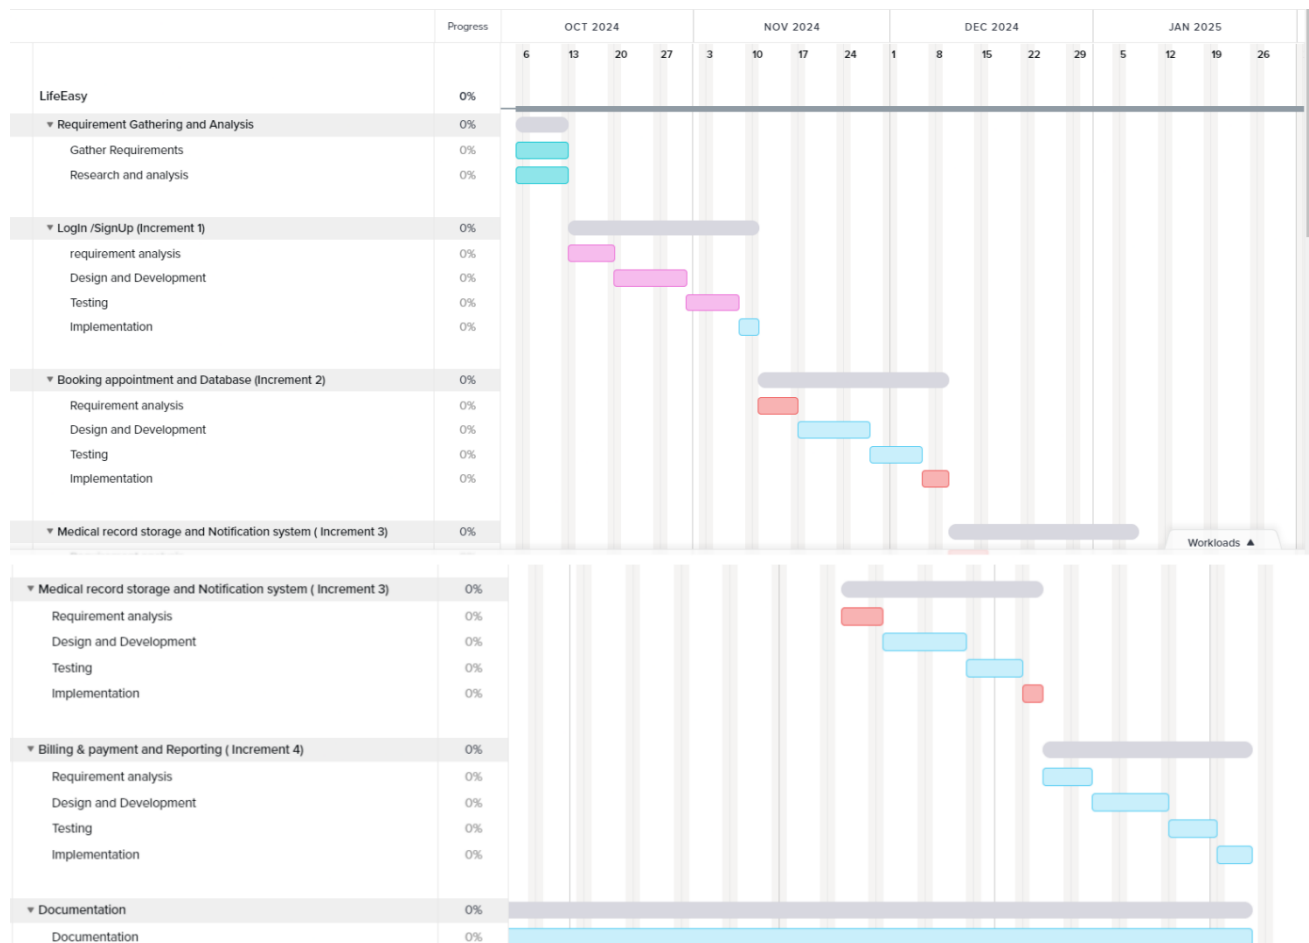 Progress OCT 2024 NOV 2024 DEC 2024 JAN 2025
6 13 20 27 3 10 17 24 1 8 15 22 29 5 12 19 26
LifeEasy 0%
Requirement Gathering and Analysis 0%
Gather Requirements 0%
Research and analysis 0%
LogIn /SignUp (Increment 1) 0%
requirement analysis 0%
Design and Development 0%
Testing 0%
Implementation 0%
Booking appointment and Database (Increment 2) 0%
Requirement analysis 0%
Design and Development 0%
Testing 0%
Implementation 0%
Medical record storage and Notification system ( Increment 3) 0%
Workloads ▲
Medical record storage and Notification system ( Increment 3) 0%
Requirement analysis 0%
Design and Development 0%
Testing 0%
Implementation 0%
Billing & payment and Reporting ( Increment 4) 0%
Requirement analysis 0%
Design and Development 0%
Testing 0%
Implementation 0%
Documentation 0%
Documentation 0%